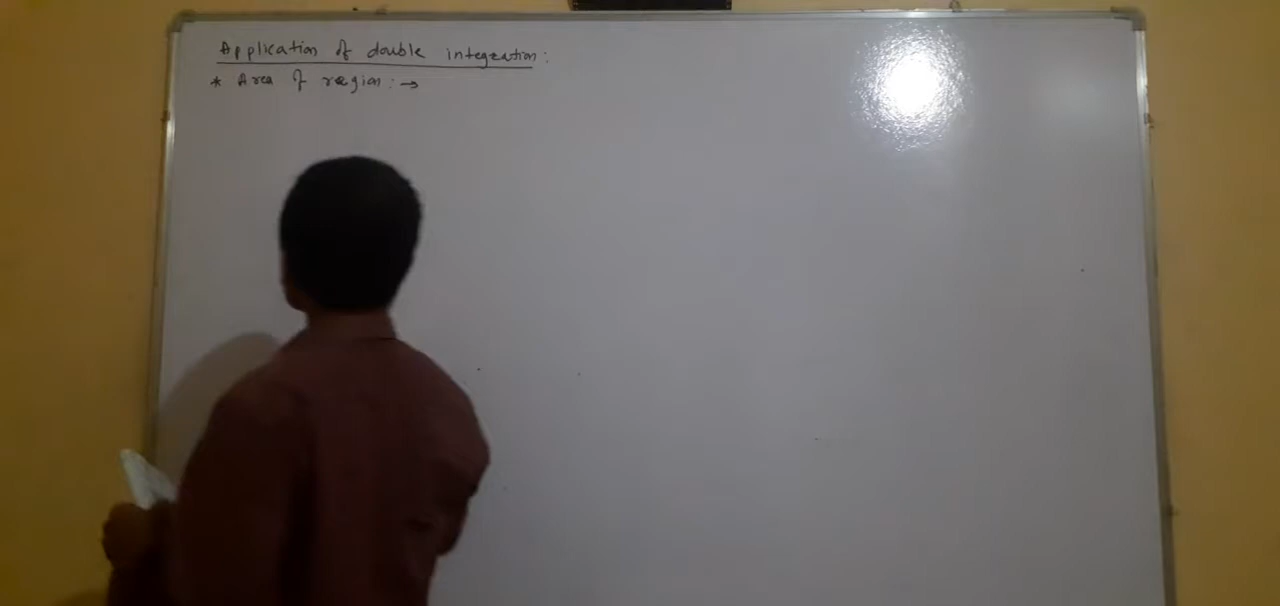 Application of double integration:
* Area of region: →